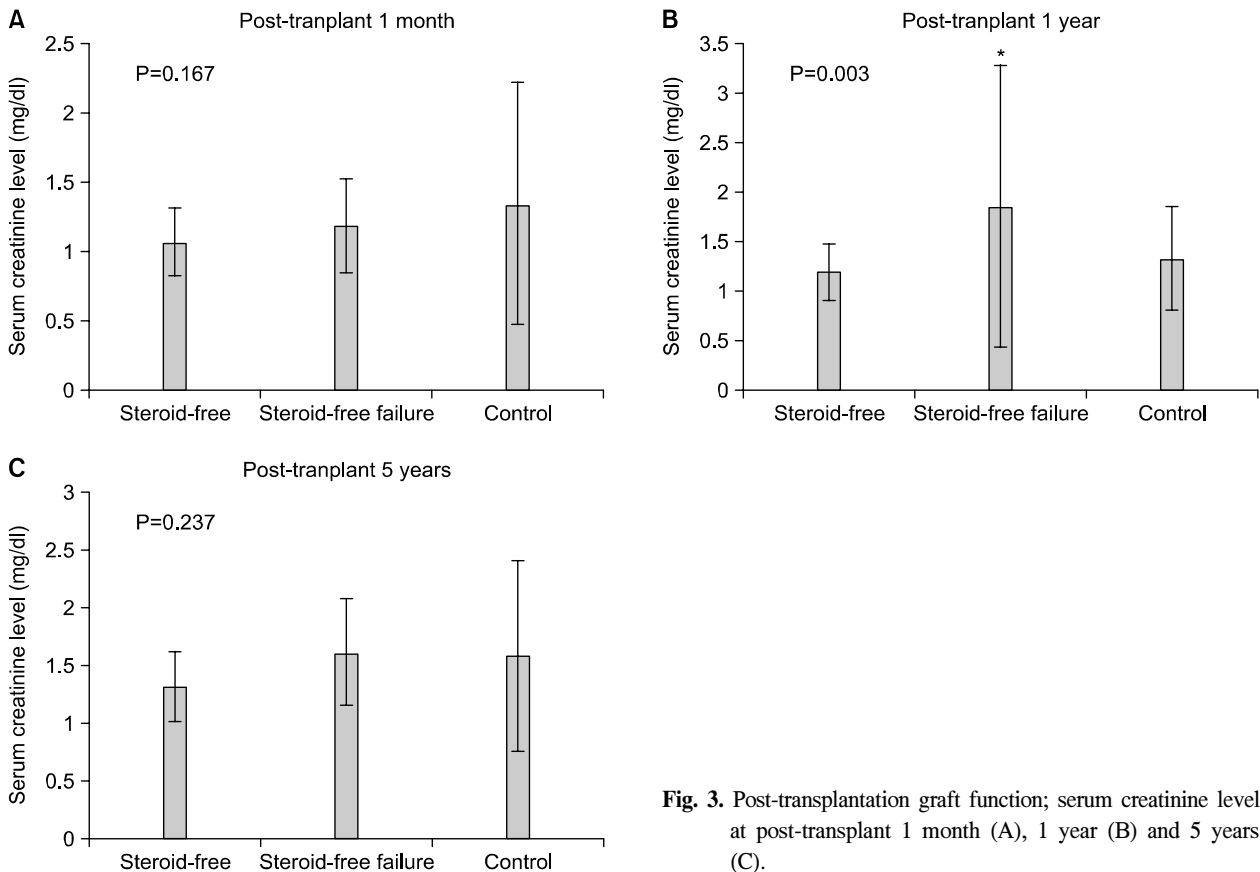 A
Post-tranplant 1 month
Serum creatinine level (mg/dl)
2.5
2
1.5
1
0.5
0
P=0.167
Steroid-free
Steroid-free failure
Control
B
Post-tranplant 1 year
Serum creatinine level (mg/dl)
3.5
3
2.5
2
1.5
1
0.5
0
P=0.003
*
Steroid-free
Steroid-free failure
Control
C
Post-tranplant 5 years
Serum creatinine level (mg/dl)
3
2.5
2
1.5
1
0.5
0
P=0.237
Steroid-free
Steroid-free failure
Control
Fig. 3. Post-transplantation graft function; serum creatinine level
at post-transplant 1 month (A), 1 year (B) and 5 years
(C).